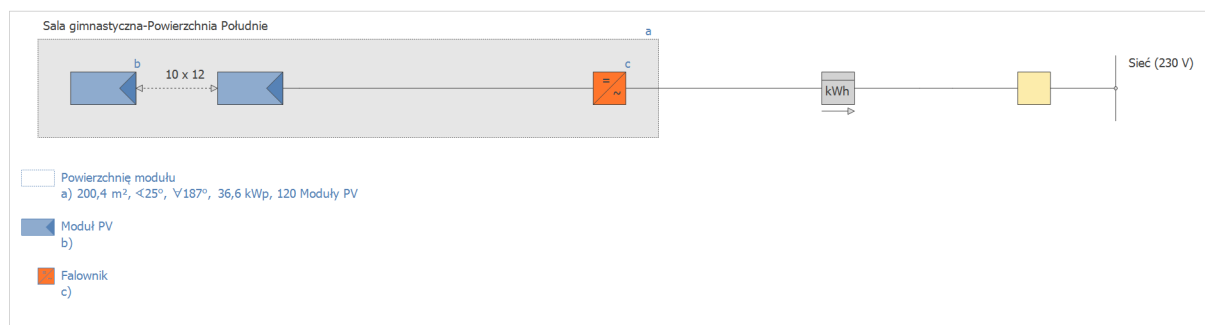 Sala gimnastyczna-Powierzchnia Południe
a
b
10 x 12
c
=
~
kWh
Sieć (230 V)
Powierzchnię modułu
a) 200,4 m², ∢25°, ∀187°, 36,6 kWp, 120 Moduły PV
Moduł PV
b)
Falownik
c)